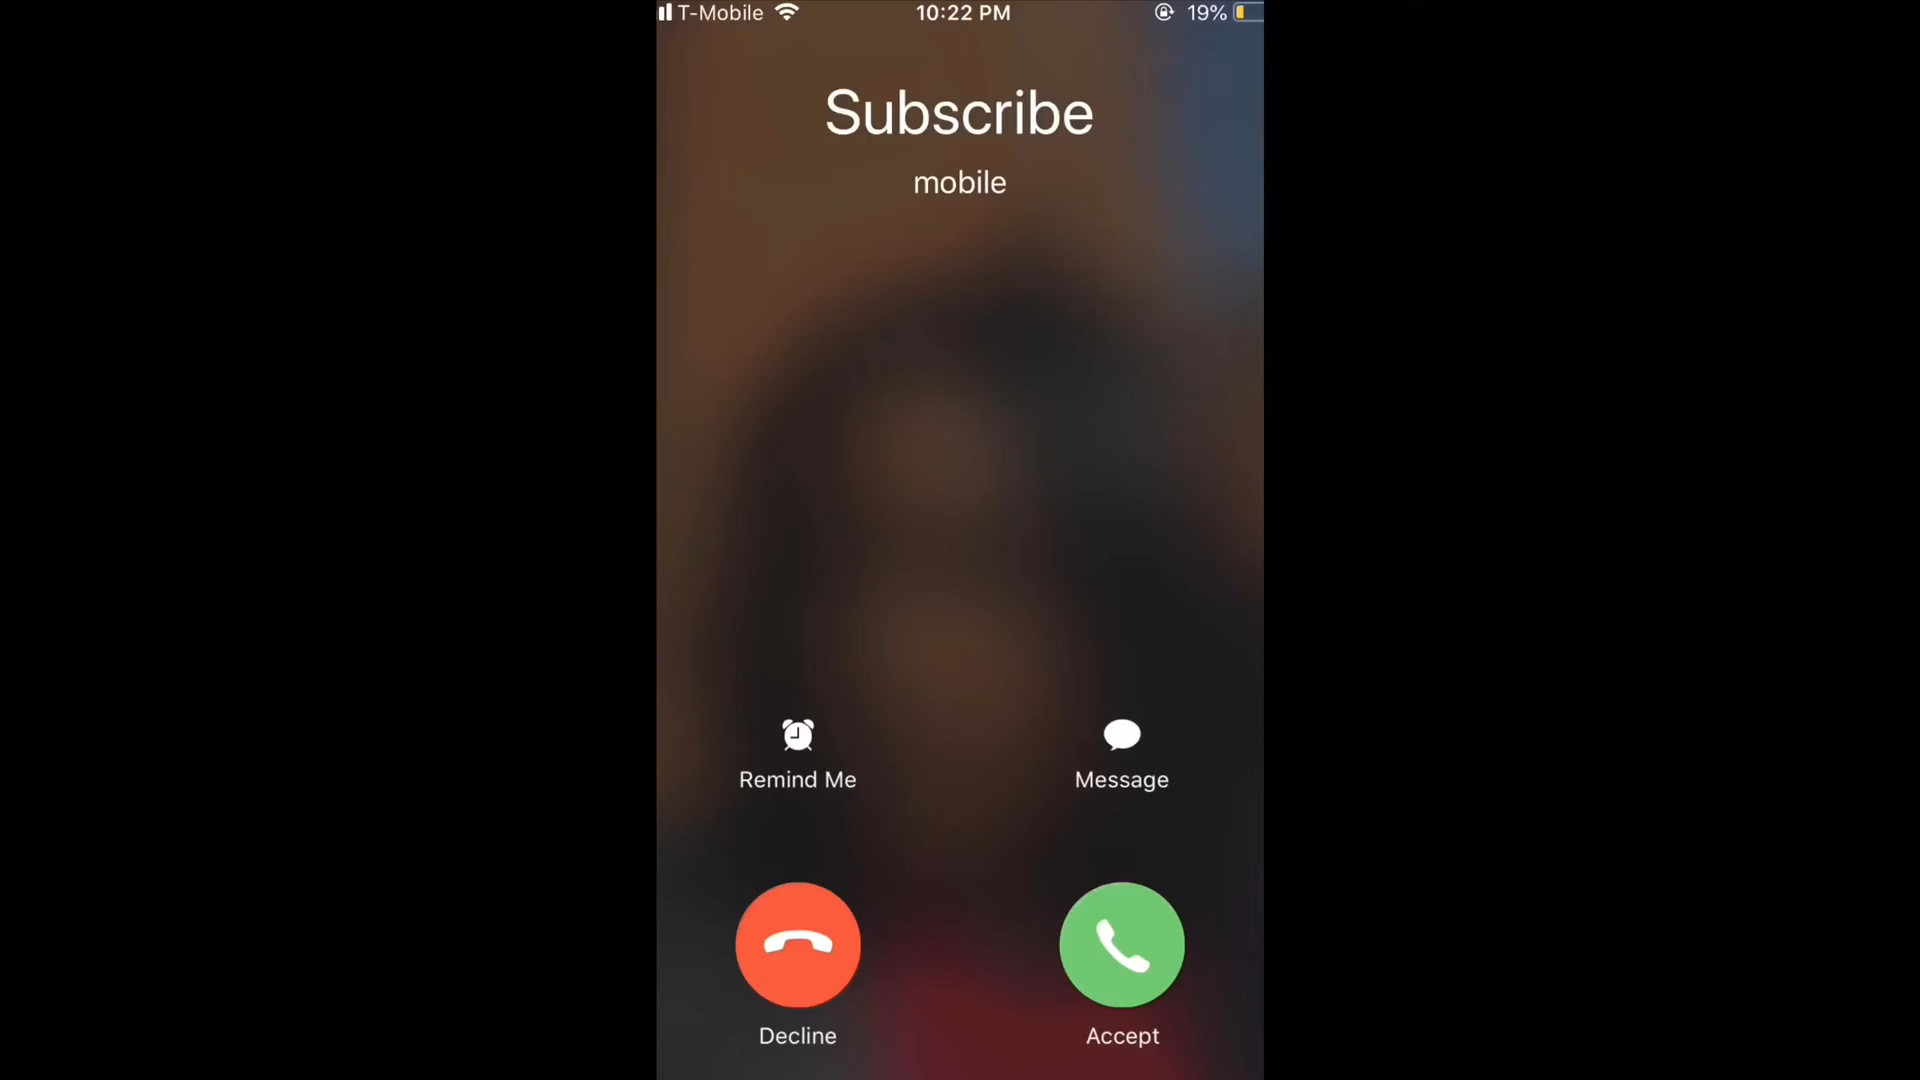 T-Mobile 10:22 PM 19%
Subscribe
mobile
Remind Me Message
Decline Accept